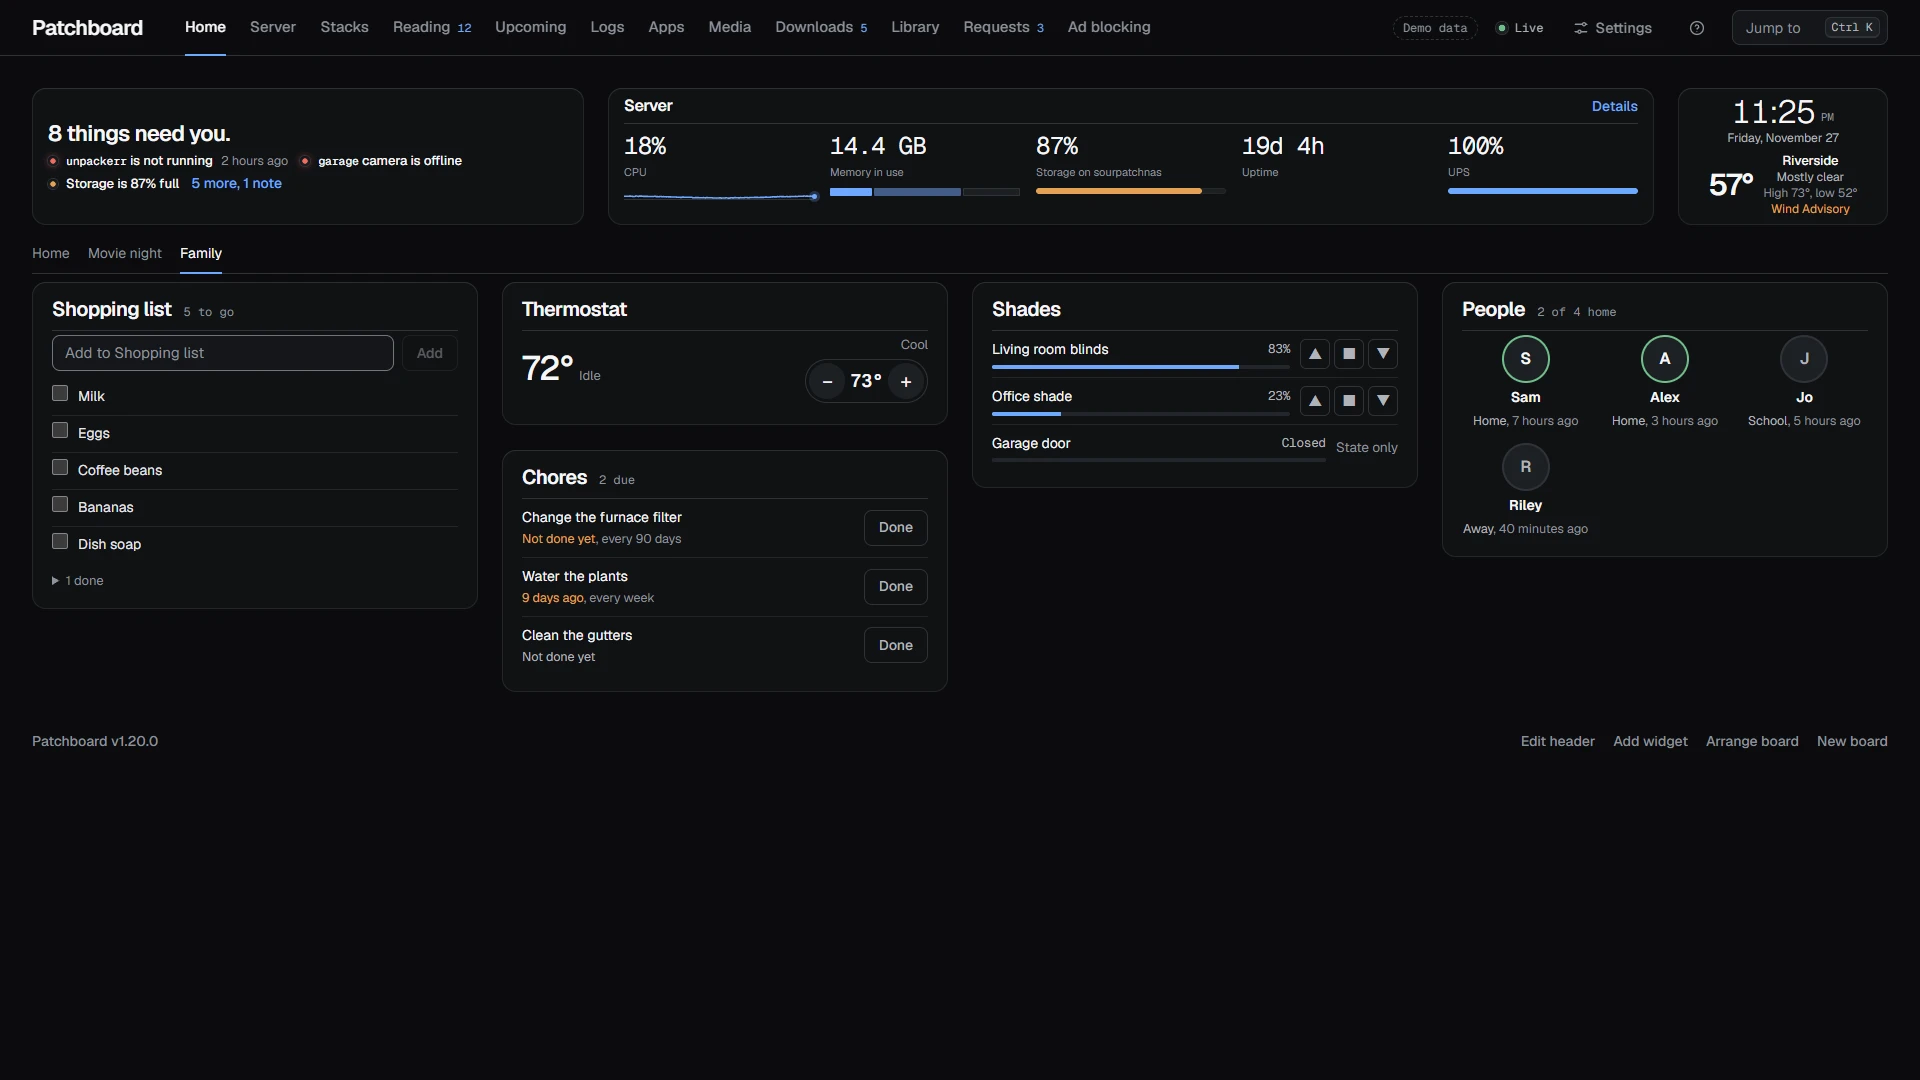 Patchboard Home Server Stacks Reading 12 Upcoming Logs Apps Media Downloads 5 Library Requests 3 Ad blocking Demo data Live Settings Jump to Ctrl K
8 things need you.
unpackerr is not running 2 hours ago garage camera is offline
Storage is 87% full 5 more, 1 note
Server Details
18% 14.4 GB 87% 19d 4h 100%
CPU Memory in use Storage on sourpatchnas Uptime UPS
11:25 PM
Friday, November 27
57°
Riverside
Mostly clear
High 73°, low 52°
Wind Advisory
Home Movie night Family
Shopping list 5 to go
Add to Shopping list Add
Milk
Eggs
Coffee beans
Bananas
Dish soap
1 done
Thermostat
72° Idle
Cool
− 73° +
Chores 2 due
Change the furnace filter
Not done yet, every 90 days
Done
Water the plants
9 days ago, every week
Done
Clean the gutters
Not done yet
Done
Shades
Living room blinds 83%
Office shade 23%
Garage door Closed State only
People 2 of 4 home
S A J
Sam Alex Jo
Home, 7 hours ago Home, 3 hours ago School, 5 hours ago
R
Riley
Away, 40 minutes ago
Patchboard v1.20.0 Edit header Add widget Arrange board New board